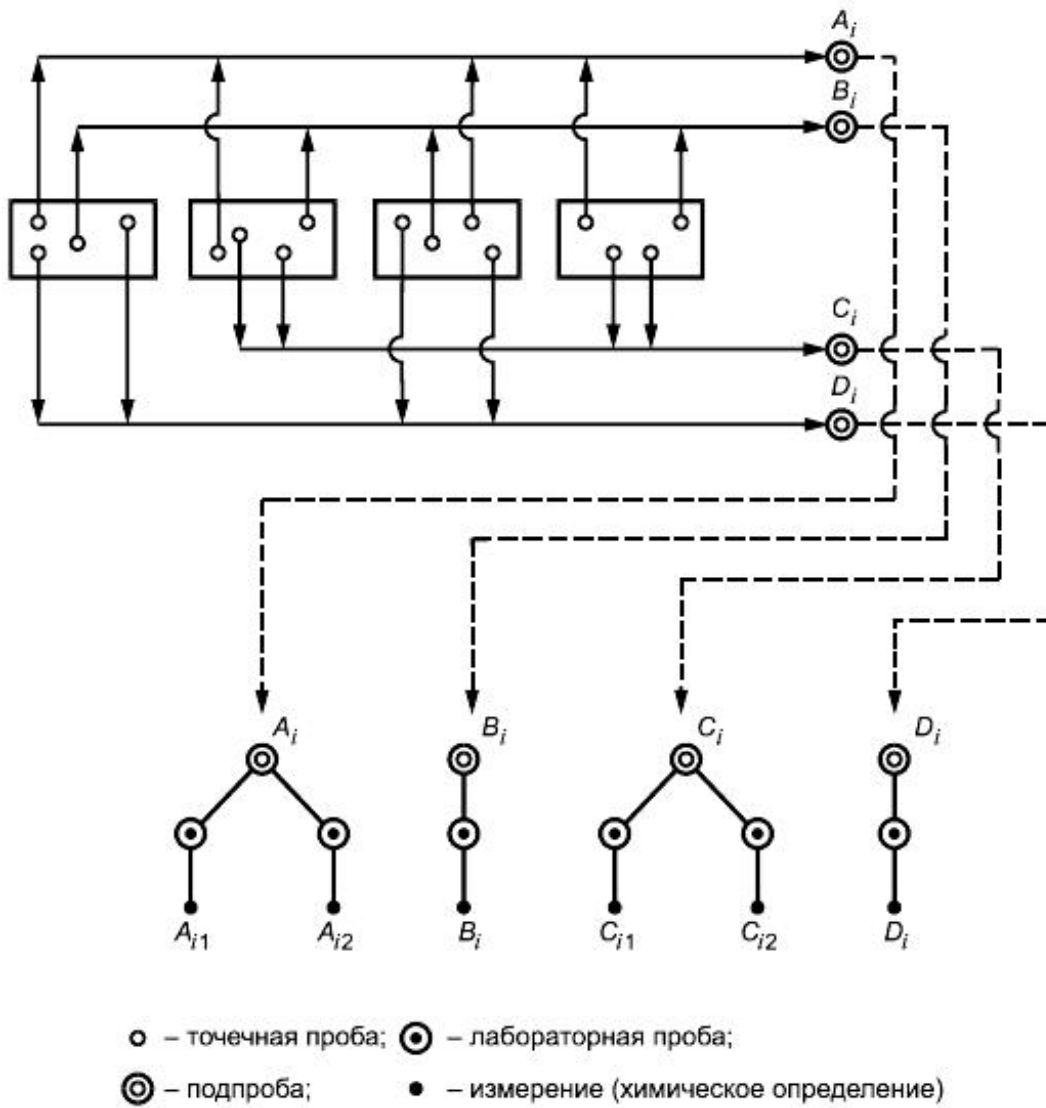 Ai
Bi
Ci
Di
Ai Bi Ci Di
Ai1 Ai2 Bi Ci1 Ci2 Di
– точечная проба; – лабораторная проба;
– подпроба; – измерение (химическое определение)